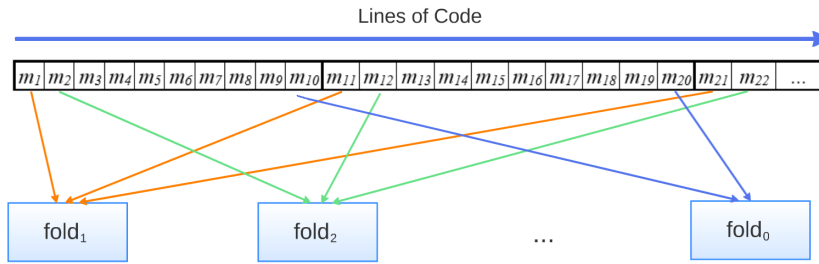 Lines of Code
m1 m2 m3 m4 m5 m6 m7 m8 m9 m10 m11 m12 m13 m14 m15 m16 m17 m18 m19 m20 m21 m22 ...
fold1 fold2 ... fold0